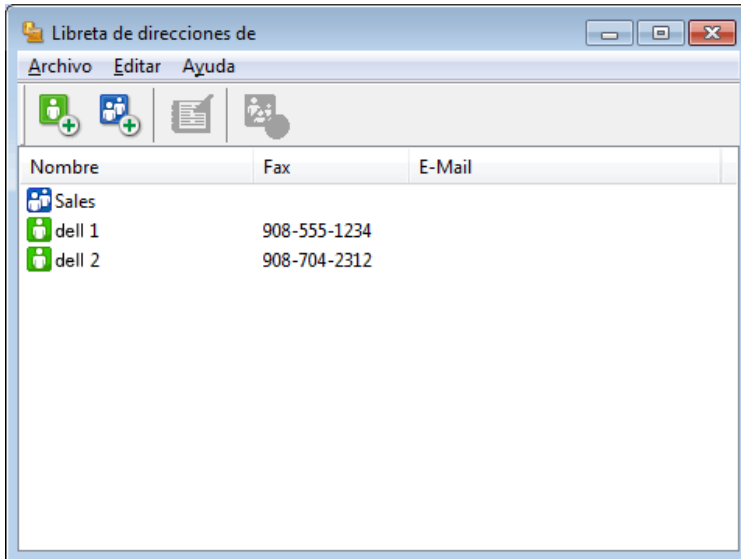 Libreta de direcciones de
Archivo Editar Ayuda
Nombre Fax E-Mail
Sales
dell 1 908-555-1234
dell 2 908-704-2312